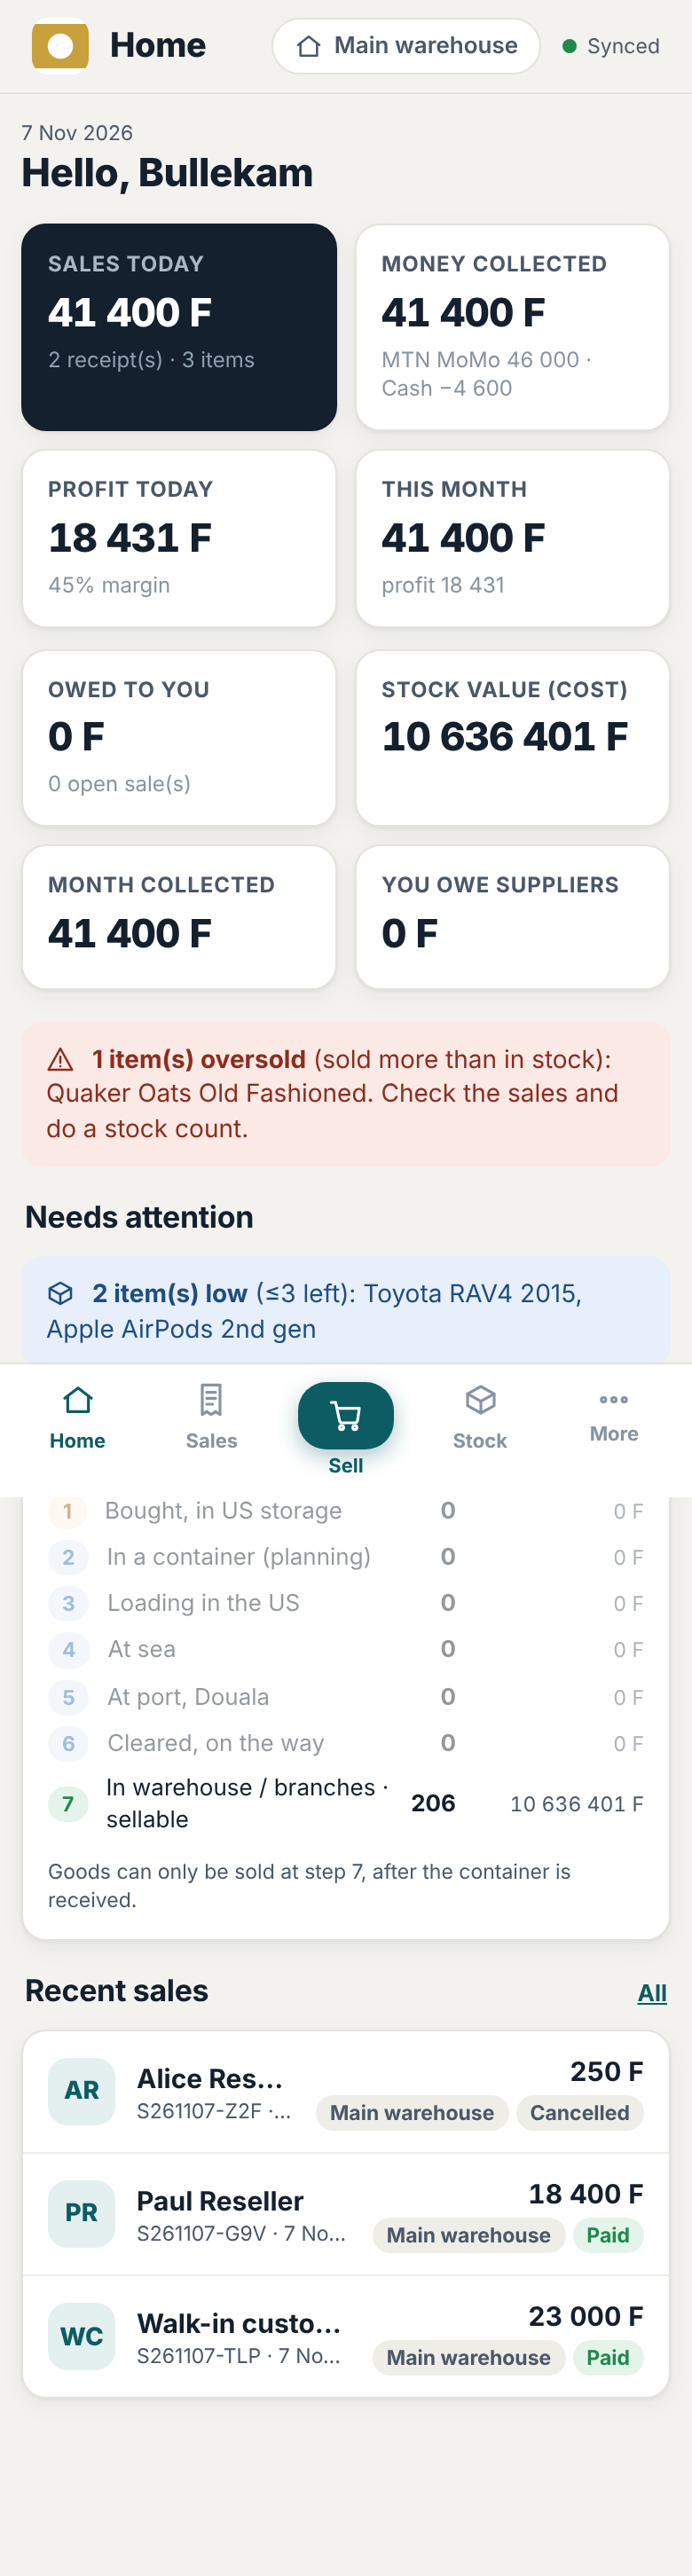 Home
Main warehouse
Synced
7 Nov 2026
Hello, Bullekam
SALES TODAY
41 400 F
2 receipt(s) · 3 items
MONEY COLLECTED
41 400 F
MTN MoMo 46 000 ·
Cash −4 600
PROFIT TODAY
18 431 F
45% margin
THIS MONTH
41 400 F
profit 18 431
OWED TO YOU
0 F
0 open sale(s)
STOCK VALUE (COST)
10 636 401 F
MONTH COLLECTED
41 400 F
YOU OWE SUPPLIERS
0 F
1 item(s) oversold (sold more than in stock):
Quaker Oats Old Fashioned. Check the sales and
do a stock count.
Needs attention
2 item(s) low (≤3 left): Toyota RAV4 2015,
Apple AirPods 2nd gen
Home
Sales
Sell
Stock
More
1 Bought, in US storage 0 0 F
2 In a container (planning) 0 0 F
3 Loading in the US 0 0 F
4 At sea 0 0 F
5 At port, Douala 0 0 F
6 Cleared, on the way 0 0 F
7 In warehouse / branches · 206 10 636 401 F
sellable
Goods can only be sold at step 7, after the container is
received.
Recent sales
All
AR
Alice Res...
S261107-Z2F ·...
250 F
Main warehouse
Cancelled
PR
Paul Reseller
S261107-G9V · 7 No...
18 400 F
Main warehouse
Paid
WC
Walk-in custo...
S261107-TLP · 7 No...
23 000 F
Main warehouse
Paid